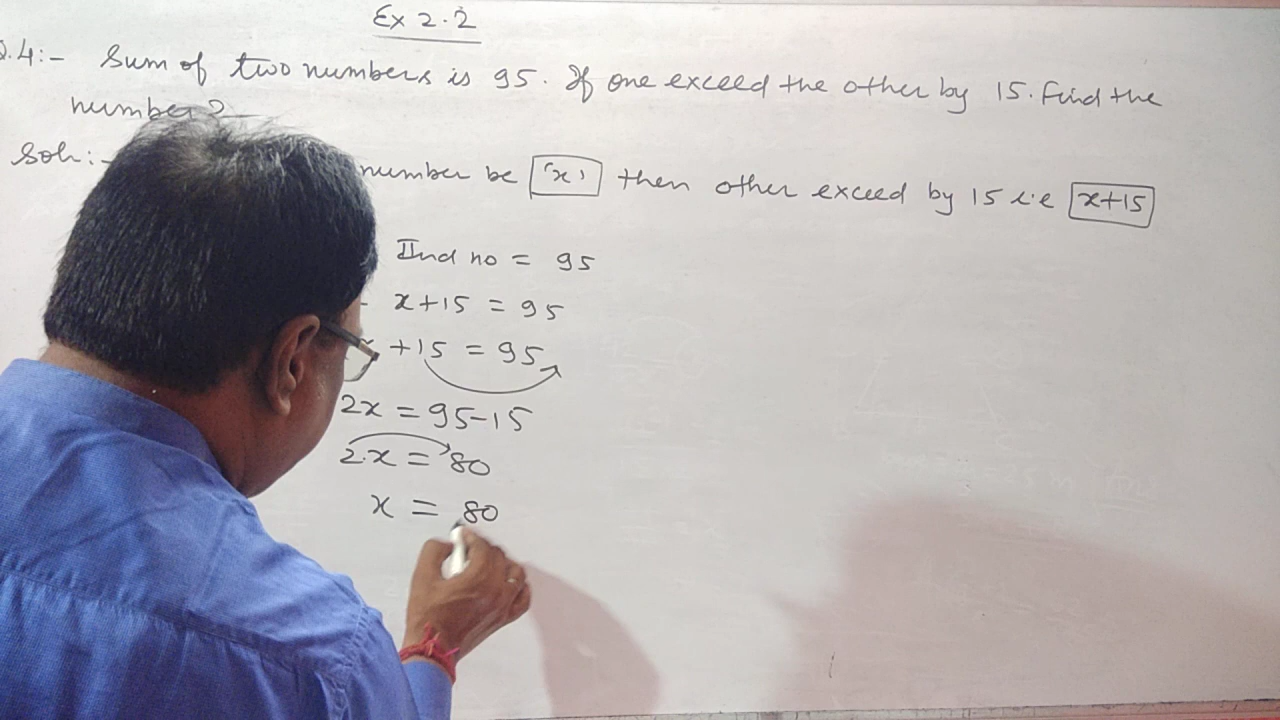 Ex 2.2
Q.4:- Sum of two numbers is 95. If one exceed the other by 15. Find the
number?
Soln:- number be 'x' then other exceed by 15 i.e x+15
IInd no = 95
x+15 = 95
+15 = 95
2x = 95-15
2x = 80
x = 80